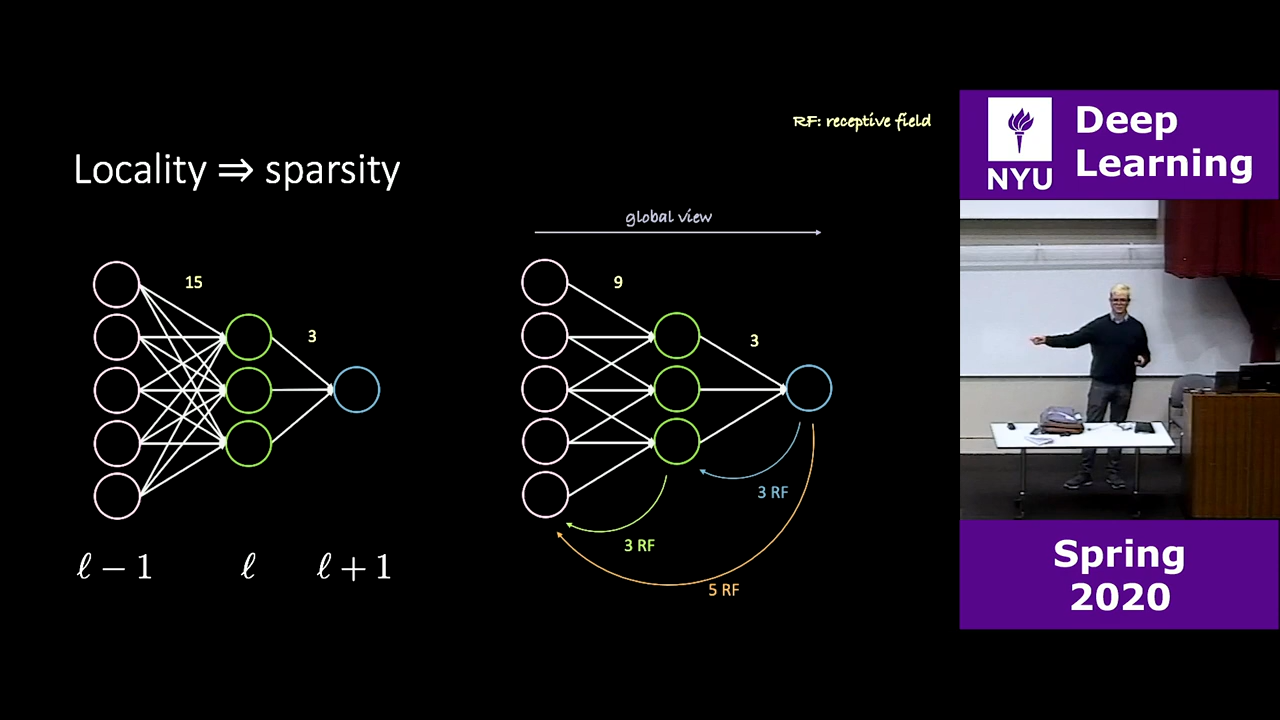 RF: receptive field
Locality ⇒ sparsity
global view
15
3
9
3
3 RF
3 RF
5 RF
ℓ − 1
ℓ
ℓ + 1
NYU
Deep
Learning
Spring
2020